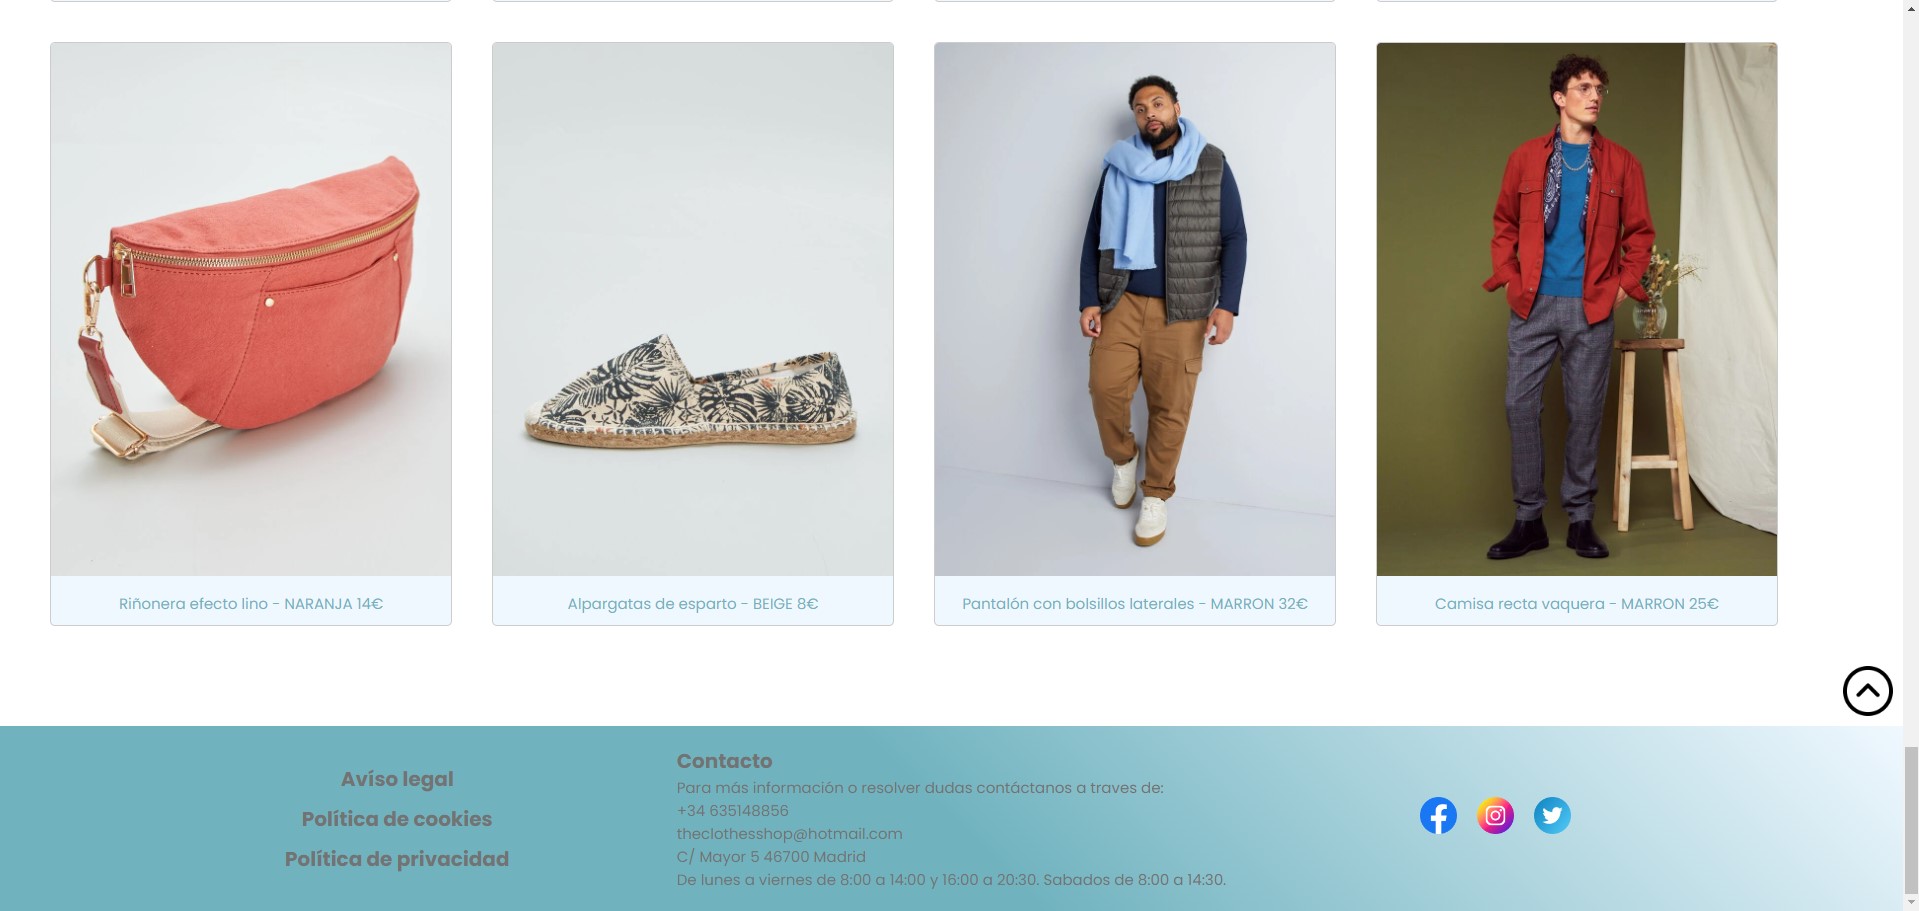 Riñonera efecto lino - NARANJA 14€
Alpargatas de esparto - BEIGE 8€
Pantalón con bolsillos laterales - MARRON 32€
Camisa recta vaquera - MARRON 25€
Avíso legal
Política de cookies
Política de privacidad
Contacto
Para más información o resolver dudas contáctanos a traves de:
+34 635148856
theclothesshop@hotmail.com
C/ Mayor 5 46700 Madrid
De lunes a viernes de 8:00 a 14:00 y 16:00 a 20:30. Sabados de 8:00 a 14:30.